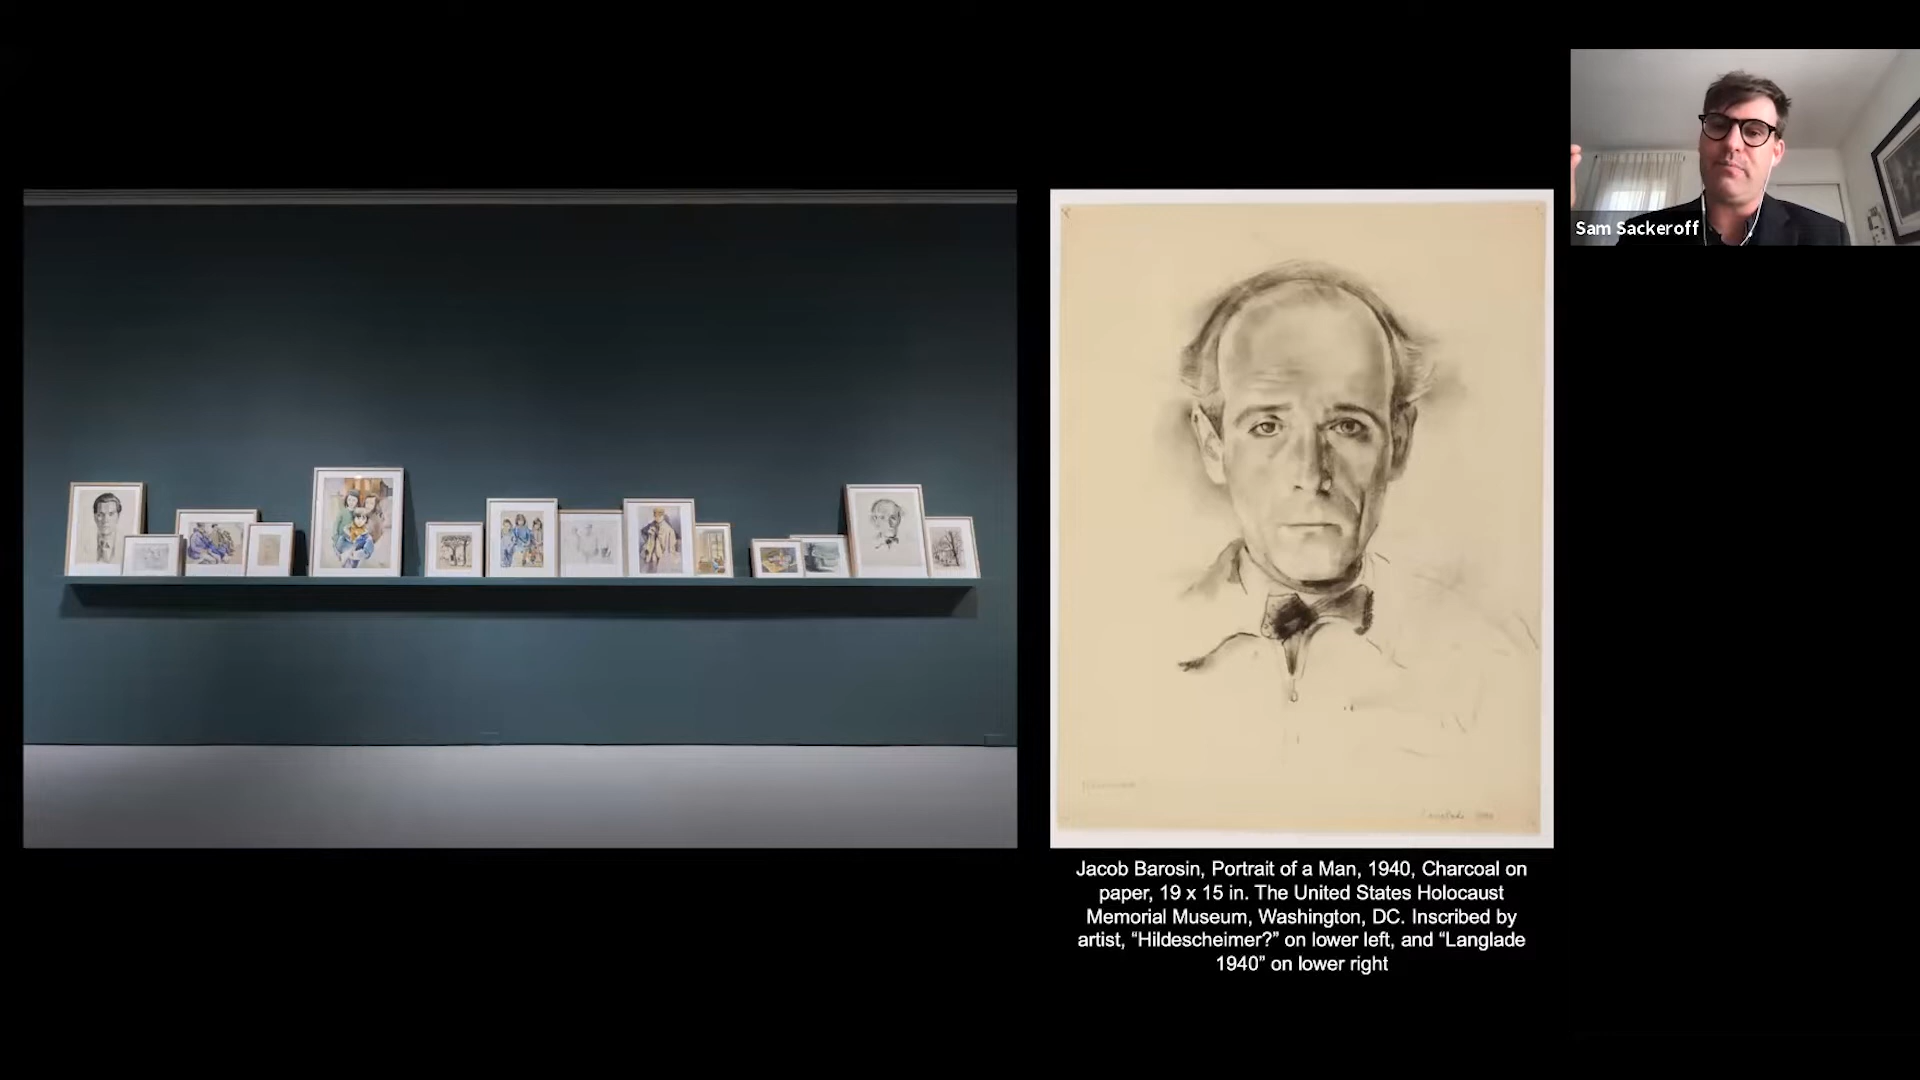 Sam Sackeroff
Jacob Barosin, Portrait of a Man, 1940, Charcoal on
paper, 19 x 15 in. The United States Holocaust
Memorial Museum, Washington, DC. Inscribed by
artist, “Hildescheimer?” on lower left, and “Langlade
1940” on lower right